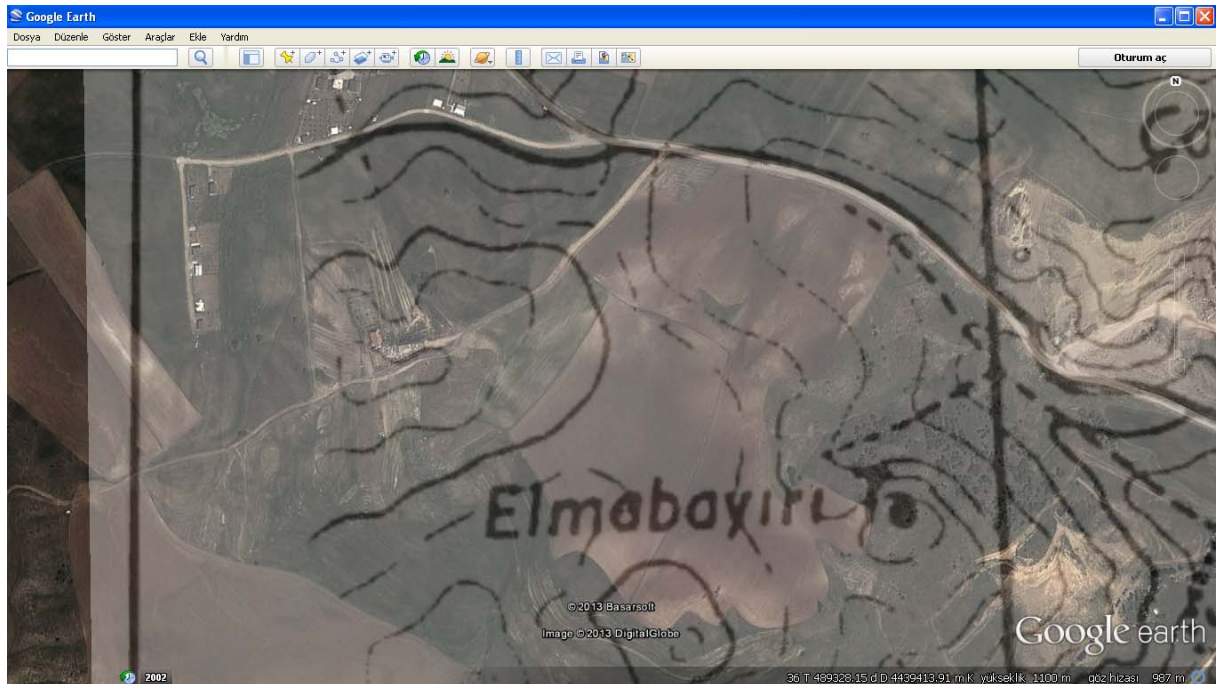 Google Earth
Dosya Düzenle Göster Araçlar Ekle Yardım
Oturum aç
N
Elmabayırı
© 2013 Basarsoft
Image © 2013 DigitalGlobe
Google earth
2002
36 T 489328.15 d D 4439413.91 m K yükseklik 1100 m göz hizası 987 m